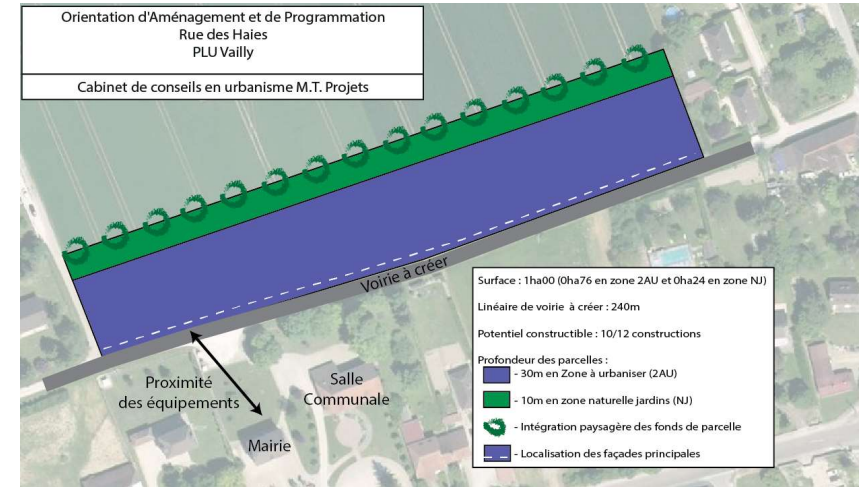 Orientation d'Aménagement et de Programmation
Rue des Haies
PLU Vailly
Cabinet de conseils en urbanisme M.T. Projets
Voirie à créer
Proximité
des équipements
Salle
Communale
Mairie
Surface : 1ha00 (0ha76 en zone 2AU et 0ha24 en zone NJ)
Linéaire de voirie à créer : 240m
Potentiel constructible : 10/12 constructions
Profondeur des parcelles :
- 30m en Zone à urbaniser (2AU)
- 10m en zone naturelle jardins (NJ)
- Intégration paysagère des fonds de parcelle
- Localisation des façades principales